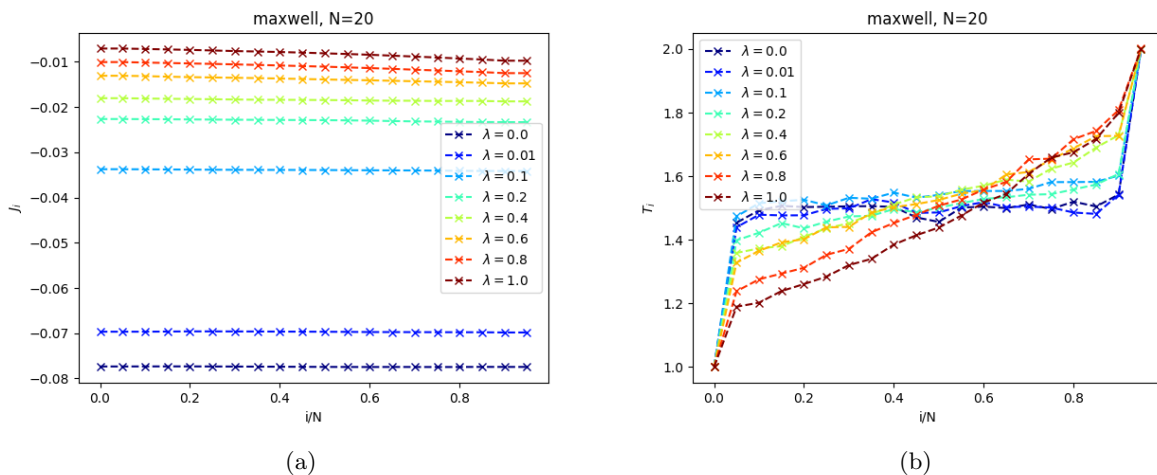 maxwell, N=20
J_i
−0.01
−0.02
−0.03
−0.04
−0.05
−0.06
−0.07
−0.08
λ = 0.0
λ = 0.01
λ = 0.1
λ = 0.2
λ = 0.4
λ = 0.6
λ = 0.8
λ = 1.0
0.0 0.2 0.4 0.6 0.8
i/N
(a)
maxwell, N=20
T_i
2.0
1.8
1.6
1.4
1.2
1.0
λ = 0.0
λ = 0.01
λ = 0.1
λ = 0.2
λ = 0.4
λ = 0.6
λ = 0.8
λ = 1.0
0.0 0.2 0.4 0.6 0.8
i/N
(b)